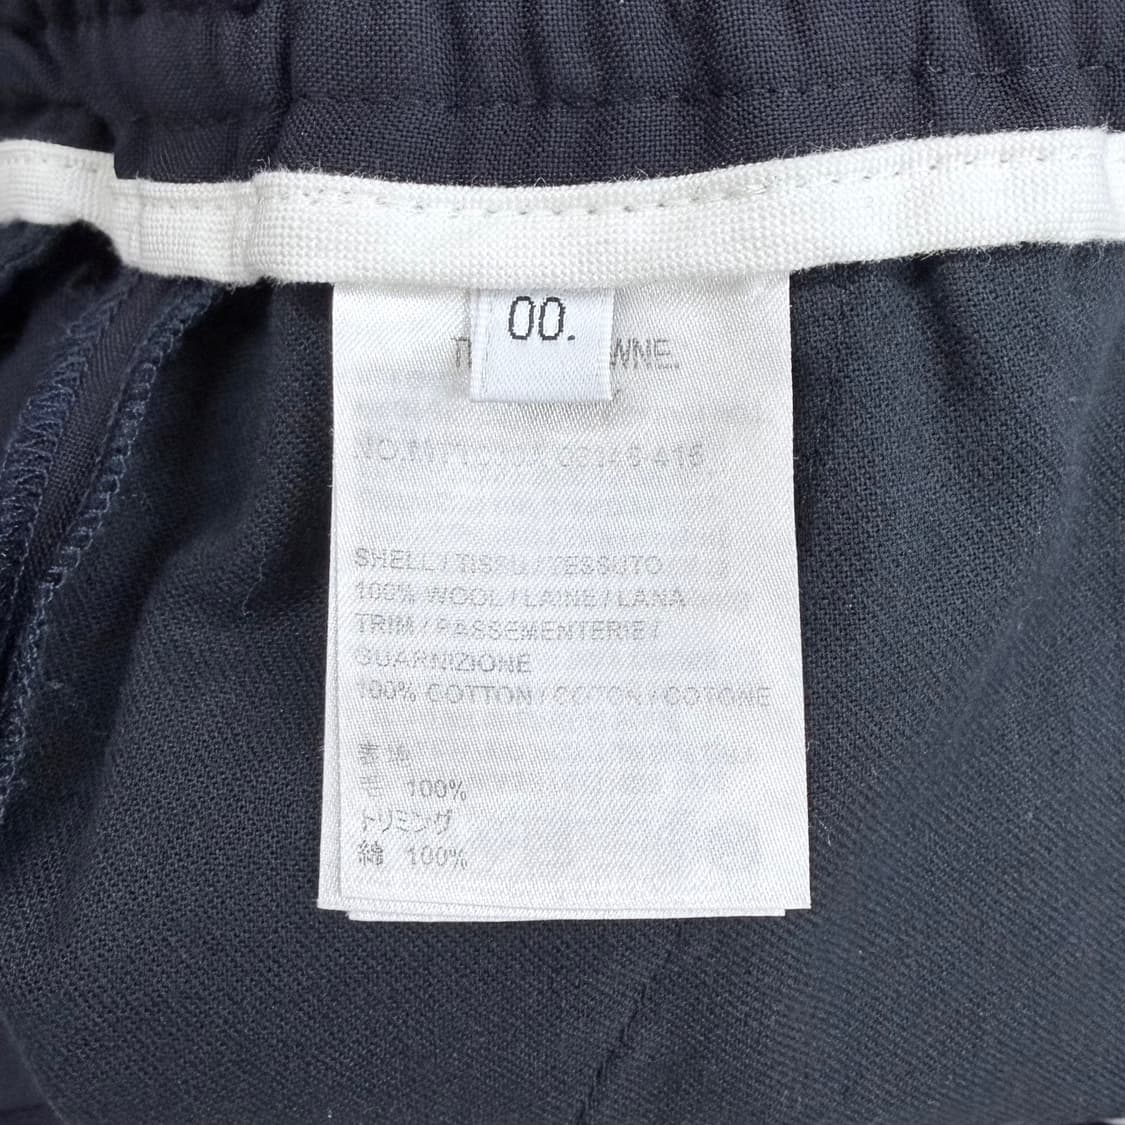 00.
WNE.
SHELL / TISSU / TESSUTO
100% WOOL / LAINE / LANA
TRIM / PASSEMENTERIE /
GUARNIZIONE
100% COTTON / COTON / COTONE
表地
毛 100%
トリミング
綿 100%